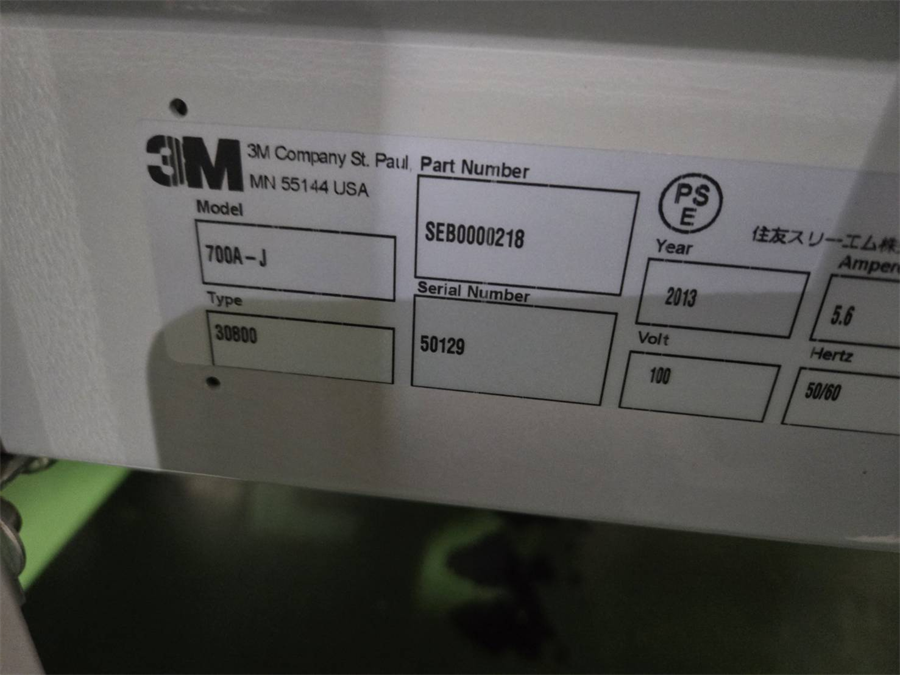 3M
3M Company St. Paul,
MN 55144 USA
Model
700A-J
Type
30800
Part Number
SEB0000218
Serial Number
50129
PS
E
住友スリーエム株
Year
2013
Volt
100
5.6
Hertz
50/60